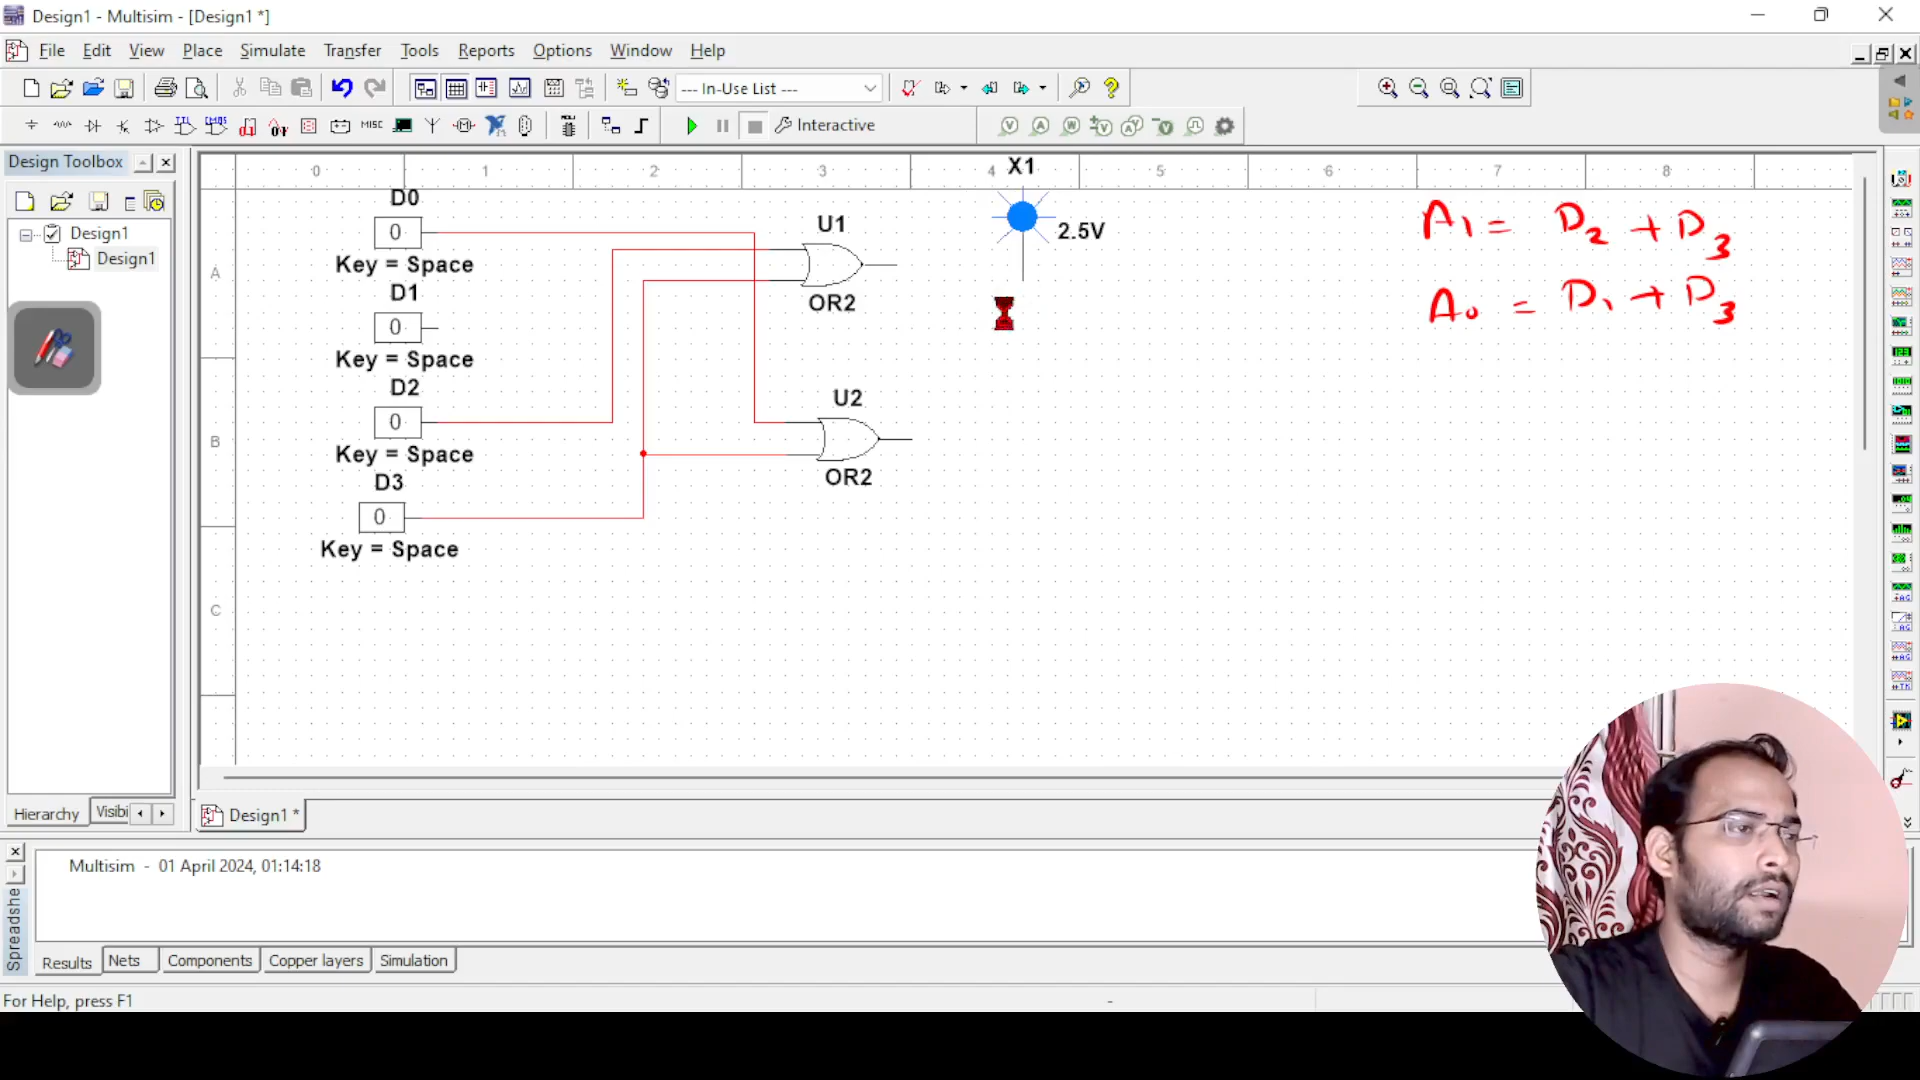 Design1 - Multisim - [Design1 *]
File Edit View Place Simulate Transfer Tools Reports Options Window Help
--- In-Use List ---
MISC
Interactive
Design Toolbox
Design1
Design1
0 1 2 3 4 5 6 7 8
A
B
C
X1
2.5V
D0
0
Key = Space
D1
0
Key = Space
D2
0
Key = Space
D3
0
Key = Space
U1
OR2
U2
OR2
A1 = D2 + D3
A0 = D1 + D3
Hierarchy Visibi
Design1 *
Multisim - 01 April 2024, 01:14:18
Spreadshe
Results Nets Components Copper layers Simulation
For Help, press F1
-